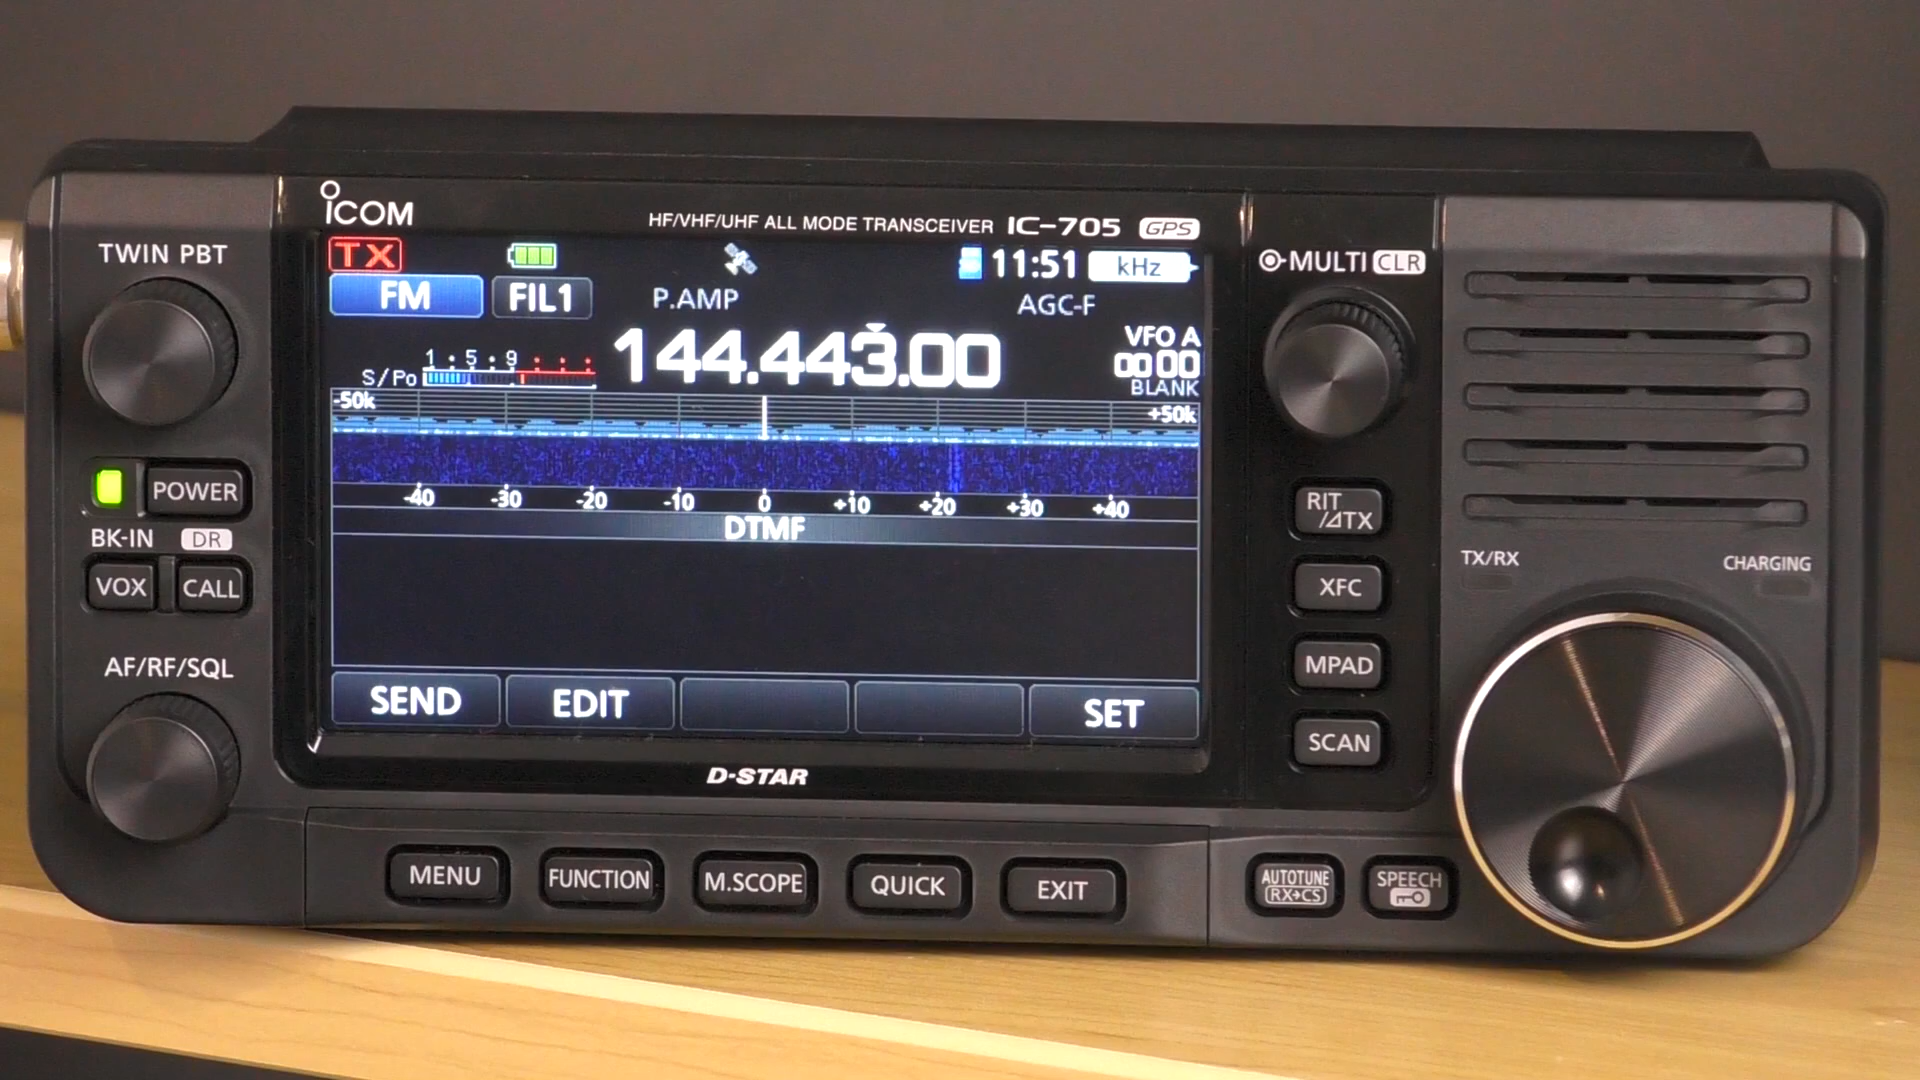 ICOM
HF/VHF/UHF ALL MODE TRANSCEIVER IC-705 GPS
TWIN PBT
TX
11:51 kHz
FM FIL1 P.AMP AGC-F
144.443.00
VFO A
00 00
BLANK
1 · 5 · 9
S/Po
-50k +50k
-40 -30 -20 -10 0 +10 +20 +30 +40
DTMF
SEND EDIT SET
D-STAR
POWER
BK-IN DR
VOX CALL
AF/RF/SQL
MULTI CLR
RIT
/⊿TX
XFC
MPAD
SCAN
TX/RX CHARGING
MENU FUNCTION M.SCOPE QUICK EXIT
AUTOTUNE
RX→CS
SPEECH